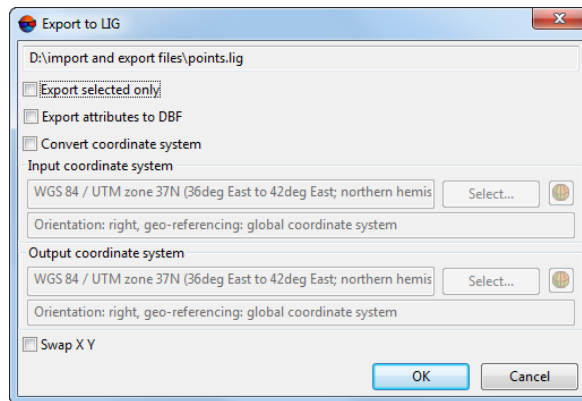 Export to LIG
D:\import and export files\points.lig
Export selected only
Export attributes to DBF
Convert coordinate system
Input coordinate system
WGS 84 / UTM zone 37N (36deg East to 42deg East; northern hemis
Select...
Orientation: right, geo-referencing: global coordinate system
Output coordinate system
WGS 84 / UTM zone 37N (36deg East to 42deg East; northern hemis
Select...
Orientation: right, geo-referencing: global coordinate system
Swap X Y
OK
Cancel